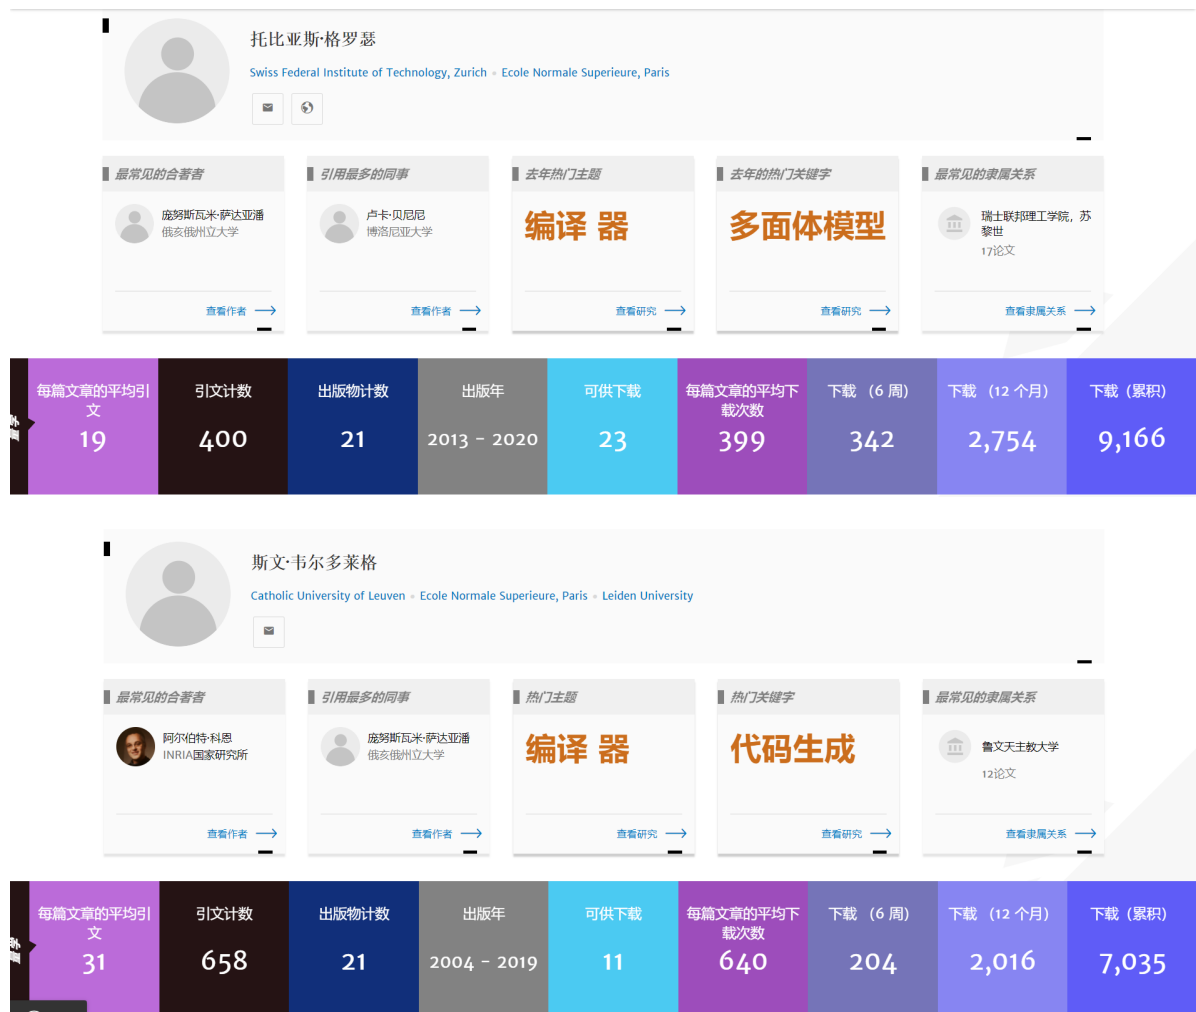 托比亚斯·格罗瑟
Swiss Federal Institute of Technology, Zurich Ecole Normale Superieure, Paris
最常见的合著者
庞努斯瓦米·萨达亚潘
俄亥俄州立大学
查看作者
引用最多的同事
卢卡·贝尼尼
博洛尼亚大学
查看作者
去年热门主题
编译 器
查看研究
去年的热门关键字
多面体模型
查看研究
最常见的隶属关系
瑞士联邦理工学院，苏
黎世
17论文
查看隶属关系
每篇文章的平均引
文
19
引文计数
400
出版物计数
21
出版年
2013 - 2020
可供下载
23
每篇文章的平均下
载次数
399
下载 （6 周）
342
下载 （12 个月）
2,754
下载（累积）
9,166
斯文·韦尔多莱格
Catholic University of Leuven Ecole Normale Superieure, Paris Leiden University
最常见的合著者
阿尔伯特·科恩
INRIA国家研究所
查看作者
引用最多的同事
庞努斯瓦米·萨达亚潘
俄亥俄州立大学
查看作者
热门主题
编译 器
查看研究
热门关键字
代码生成
查看研究
最常见的隶属关系
鲁文天主教大学
12论文
查看隶属关系
每篇文章的平均引
文
31
引文计数
658
出版物计数
21
出版年
2004 - 2019
可供下载
11
每篇文章的平均下
载次数
640
下载 （6 周）
204
下载 （12 个月）
2,016
下载（累积）
7,035